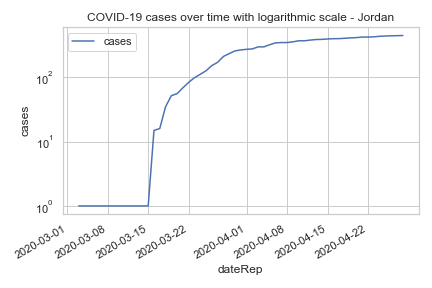 COVID-19 cases over time with logarithmic scale - Jordan
cases
10²
10¹
10⁰
cases
2020-03-01
2020-03-08
2020-03-15
2020-03-22
2020-04-01
2020-04-08
2020-04-15
2020-04-22
dateRep